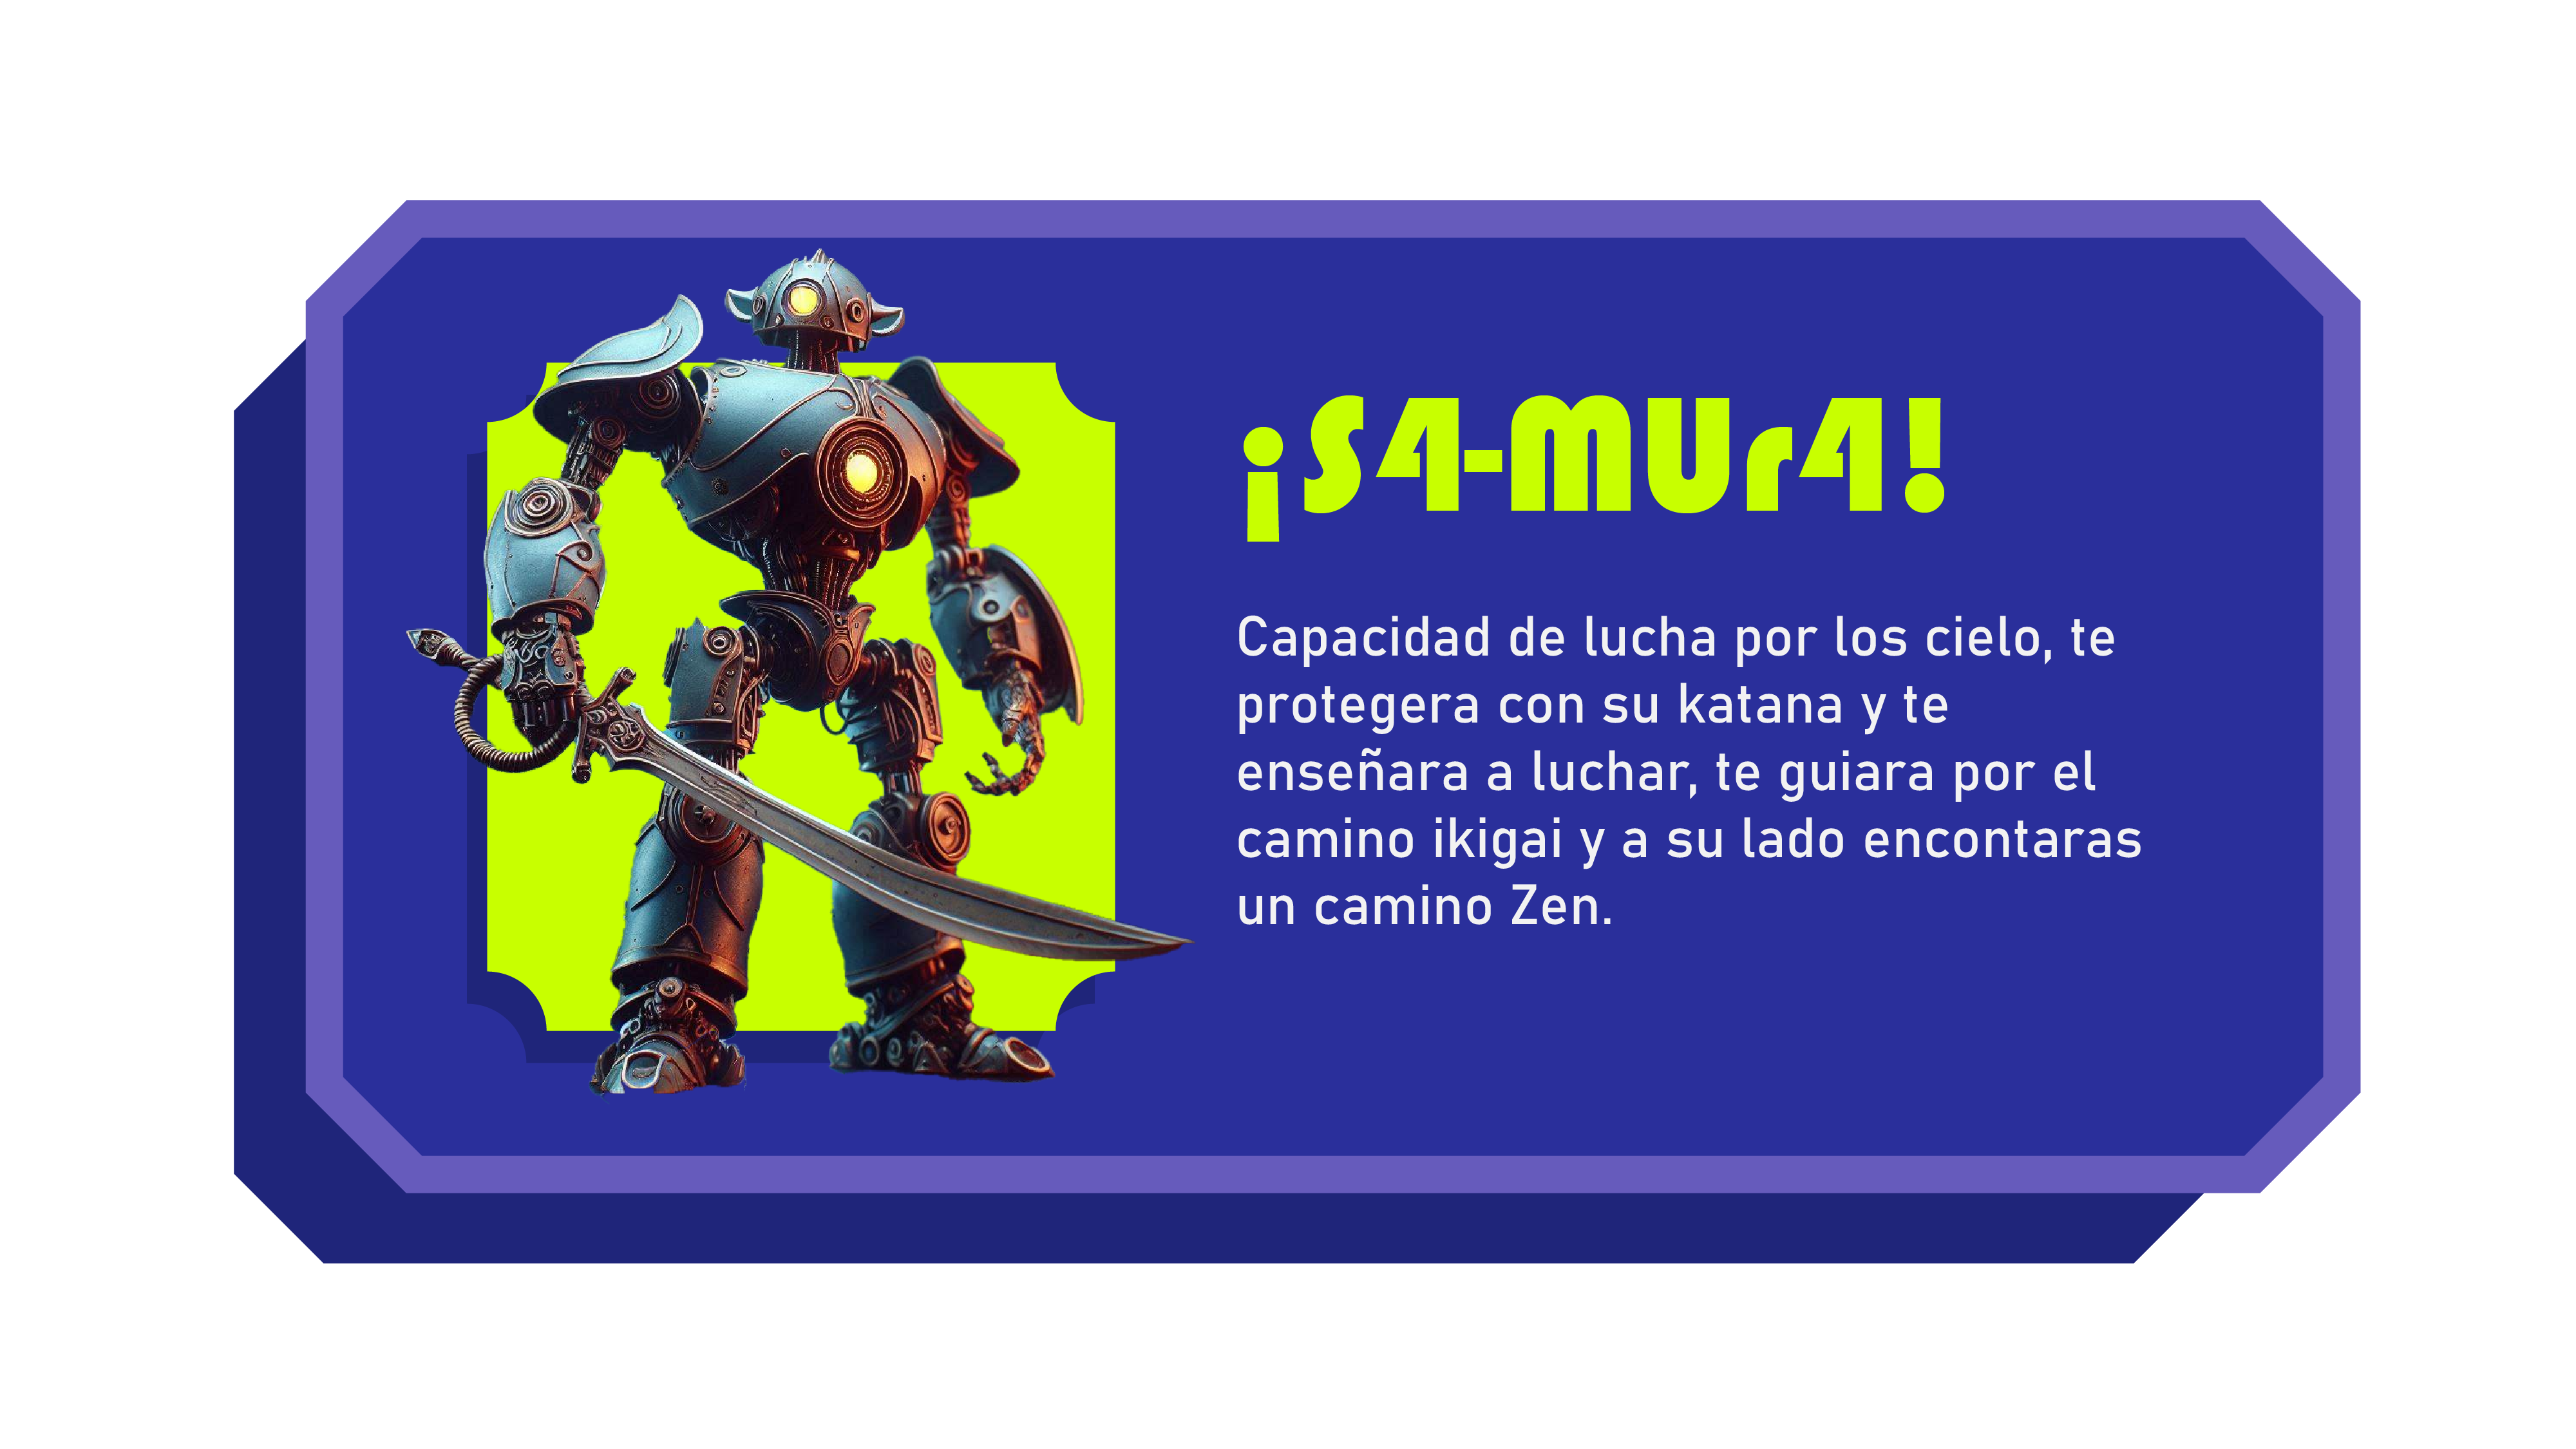 ¡S4-MUr4!
Capacidad de lucha por los cielo, te
protegera con su katana y te
enseñara a luchar, te guiara por el
camino ikigai y a su lado encontaras
un camino Zen.